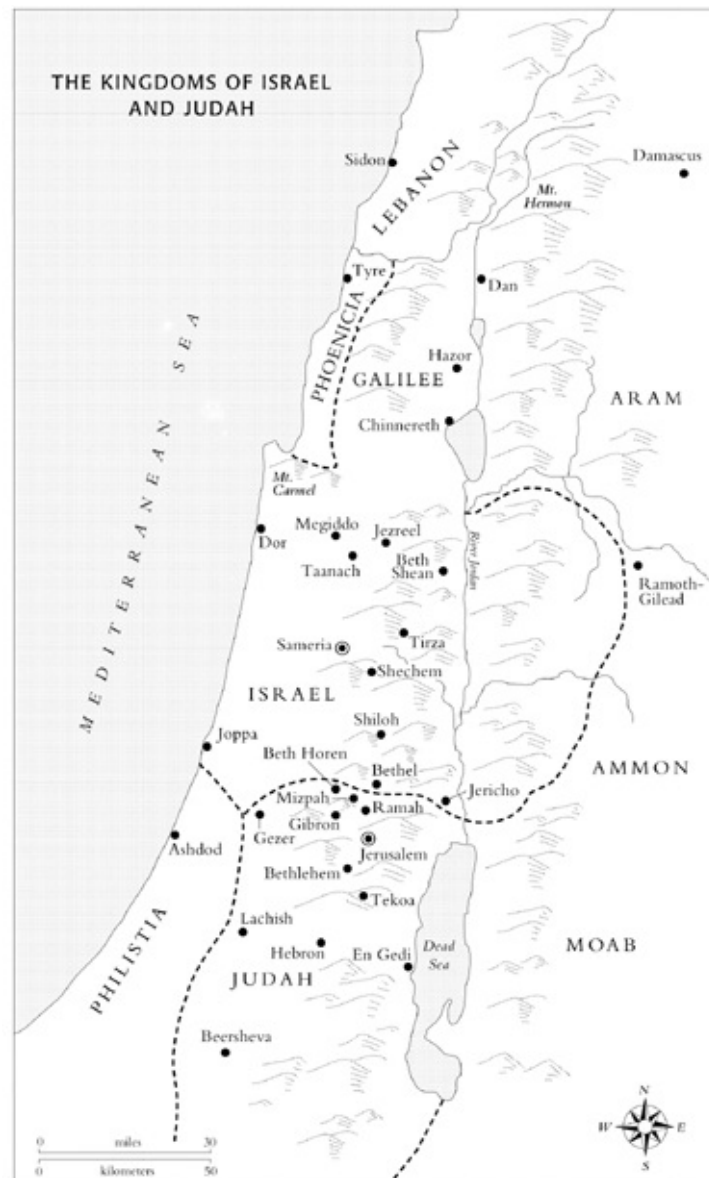 THE KINGDOMS OF ISRAEL
AND JUDAH
Sidon
LEBANON
Damascus
Mt.
Hermon
Tyre
Dan
PHOENICIA
Hazor
GALILEE
ARAM
Chinnereth
MEDITERRANEAN SEA
Mt.
Carmel
Dor
Megiddo
Jezreel
Taanach
Beth
Shean
River Jordan
Ramoth-
Gilead
Tirza
Sameria
Shechem
ISRAEL
Shiloh
Joppa
Beth Horen
Bethel
AMMON
Mizpah
Jericho
Ramah
Gezer
Gibron
Ashdod
Jerusalem
Bethlehem
Tekoa
Lachish
Hebron
En Gedi
Dead
Sea
MOAB
PHILISTIA
JUDAH
Beersheva
N
W
E
S
0 miles 30
0 kilometers 50